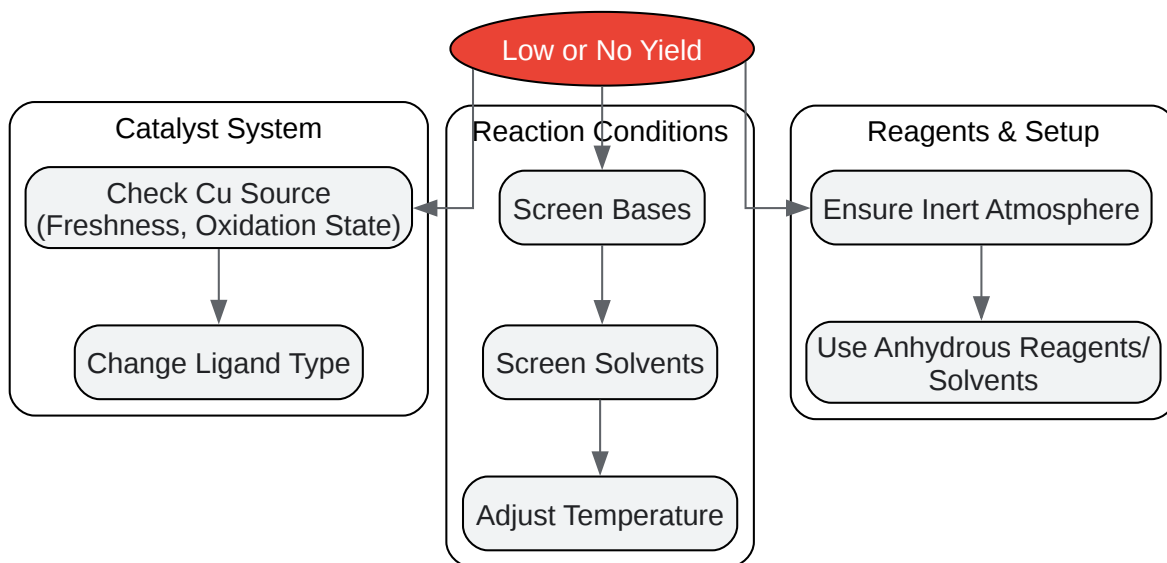 Low or No Yield
Catalyst System
Check Cu Source
(Freshness, Oxidation State)
Change Ligand Type
Reaction Conditions
Screen Bases
Screen Solvents
Adjust Temperature
Reagents & Setup
Ensure Inert Atmosphere
Use Anhydrous Reagents/
Solvents